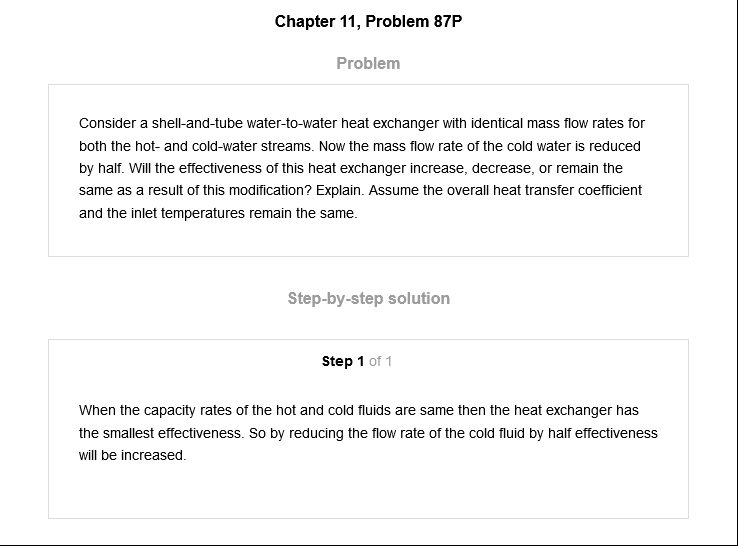 Chapter 11, Problem 87P
Problem
Consider a shell-and-tube water-to-water heat exchanger with identical mass flow rates for
both the hot- and cold-water streams. Now the mass flow rate of the cold water is reduced
by half. Will the effectiveness of this heat exchanger increase, decrease, or remain the
same as a result of this modification? Explain. Assume the overall heat transfer coefficient
and the inlet temperatures remain the same.
Step-by-step solution
Step 1 of 1
When the capacity rates of the hot and cold fluids are same then the heat exchanger has
the smallest effectiveness. So by reducing the flow rate of the cold fluid by half effectiveness
will be increased.